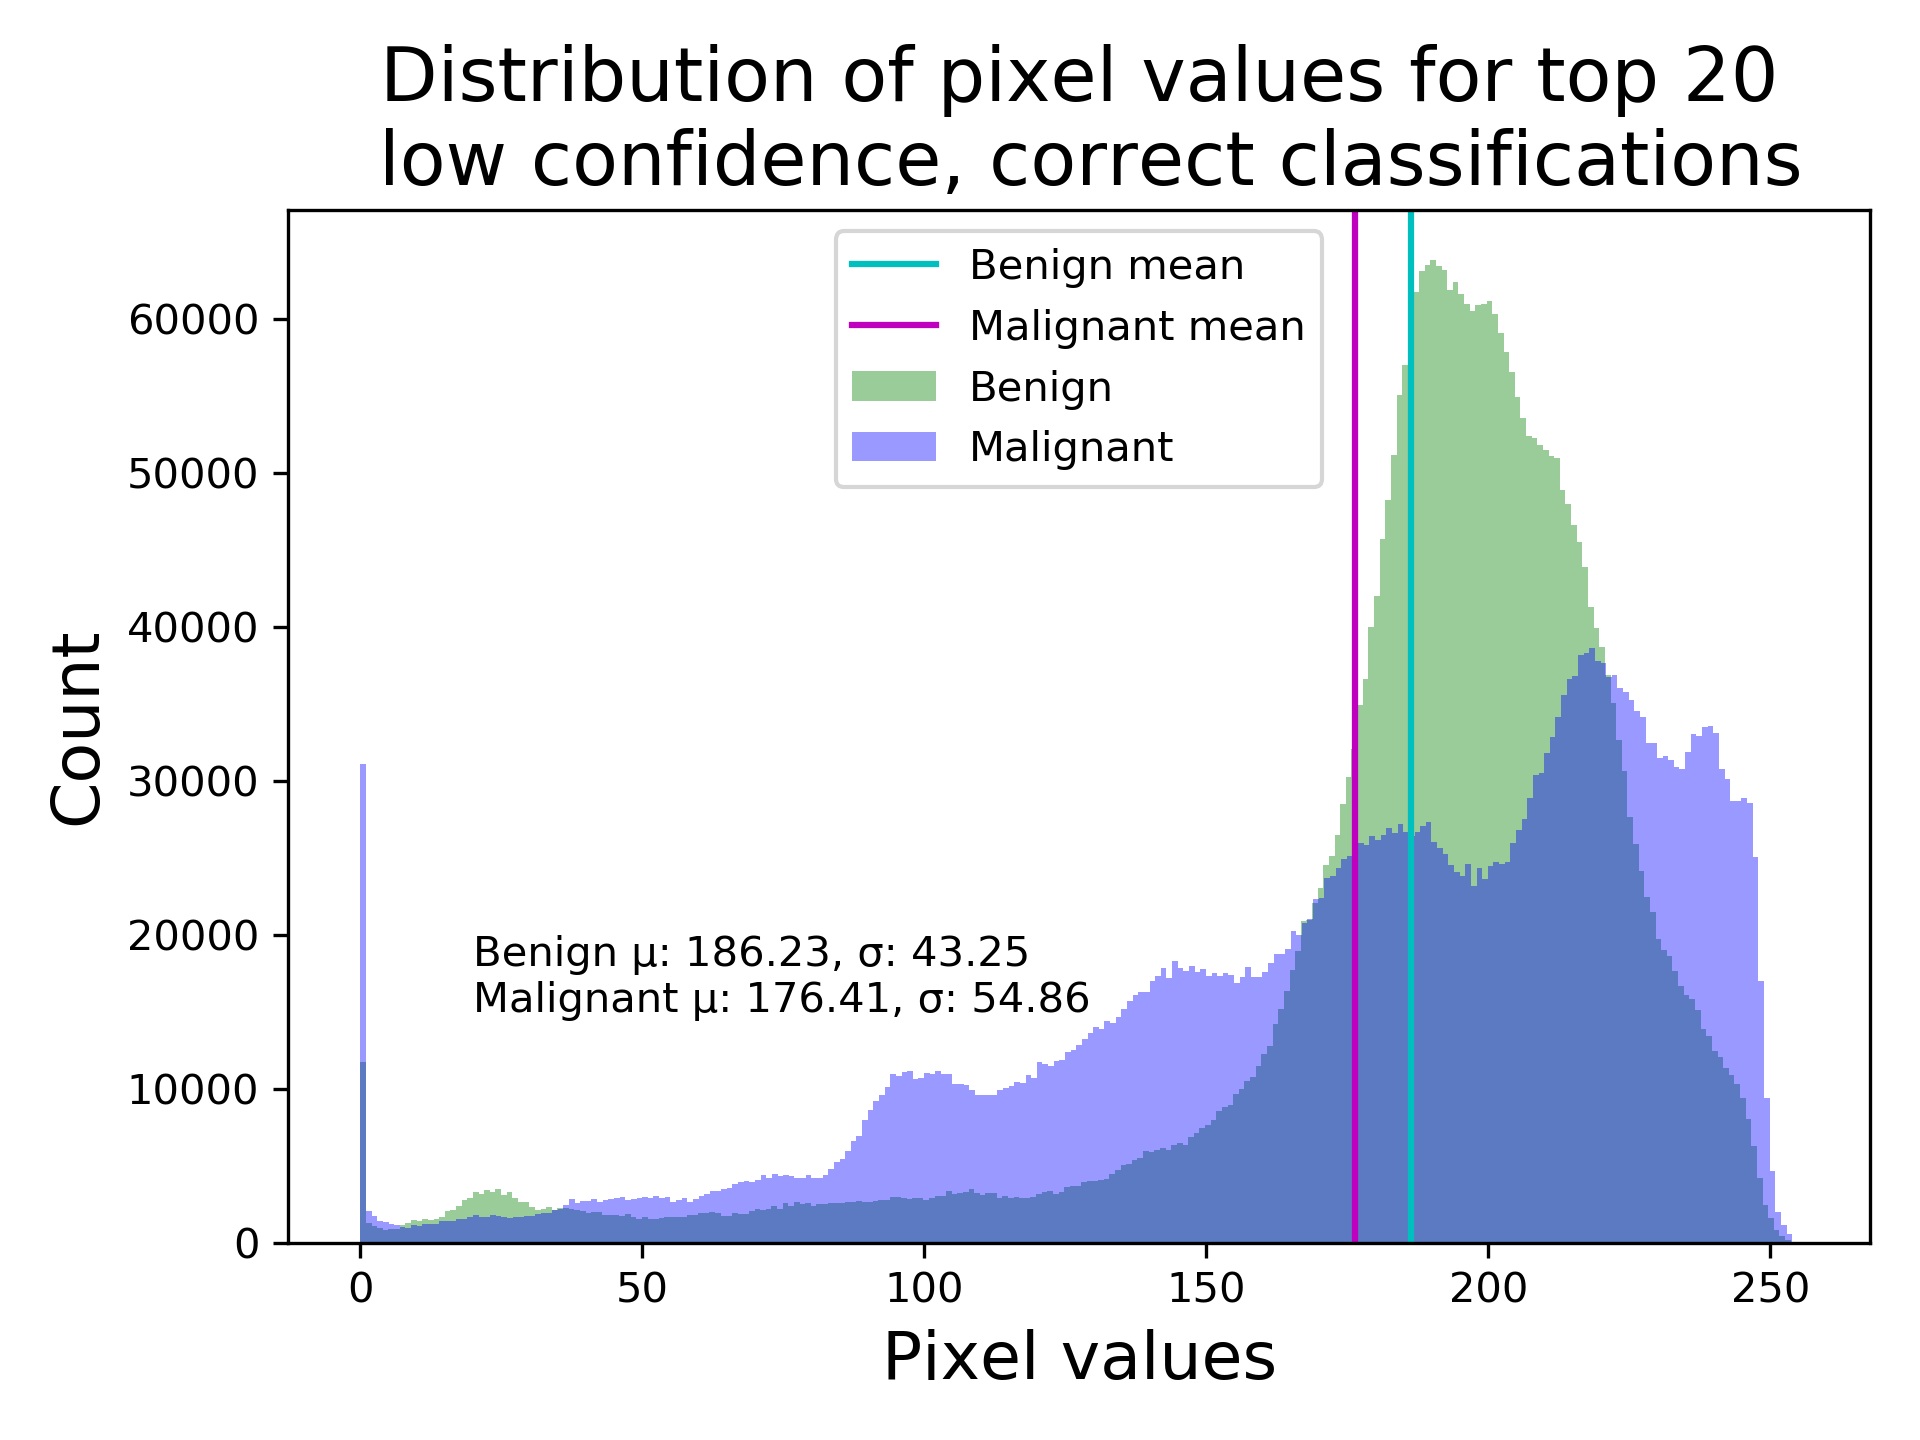 Distribution of pixel values for top 20
low confidence, correct classifications
Benign mean
Malignant mean
Benign
Malignant
60000
50000
40000
30000
20000
10000
0
Count
Benign μ: 186.23, σ: 43.25
Malignant μ: 176.41, σ: 54.86
0 50 100 150 200 250
Pixel values